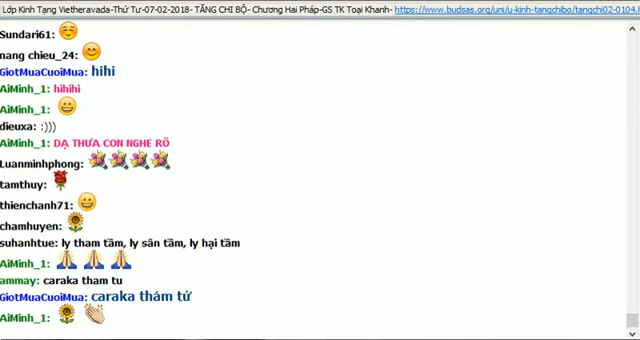 Lớp Kinh Tạng Vietheravada-Thứ Tư-07-02-2018- TĂNG CHI BỘ- Chương Hai Pháp-GS TK Toại Khanh- https://www.budsas.org/uni/u-kinh-tangchibo/tangchi02-0104.h
Sundari61:
nang chieu_24:
GiotMuaCuoiMua: hihi
AiMinh_1: hihihi
AiMinh_1:
dieuxa: :)))
AiMinh_1: DẠ THƯA CON NGHE RÕ
Luanminhphong:
tamthuy:
thienchanh71:
chamhuyen:
suhanhtue: ly tham tầm, ly sân tầm, ly hại tầm
AiMinh_1:
ammay: caraka tham tu
GiotMuaCuoiMua: caraka thám tử
AiMinh_1: